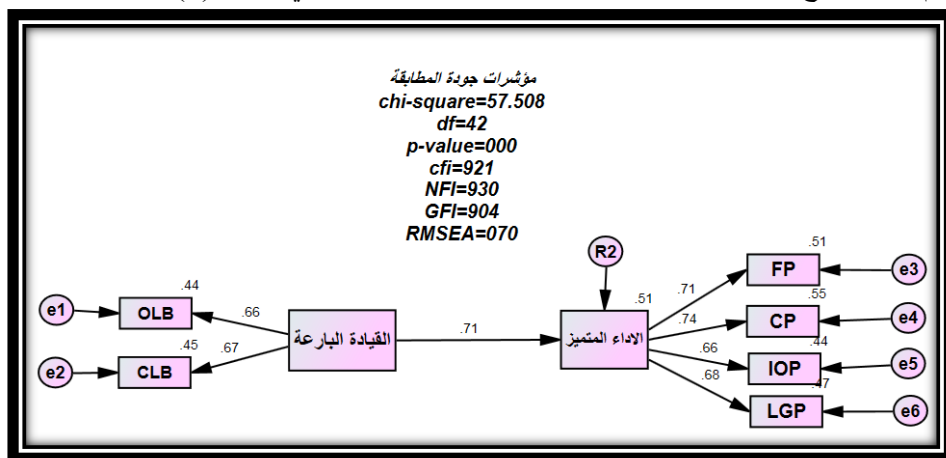 مؤشرات جودة المطابقة
chi-square=57.508
df=42
p-value=000
cfi=921
NFI=930
GFI=904
RMSEA=070
R2
.51
.51
FP
e3
.71
.55
CP
e4
.74
.44
IOP
e5
.66
.47
LGP
e6
.68
الاداء المتميز
.71
القيادة البارعة
.44
e1
OLB
.66
.45
e2
CLB
.67